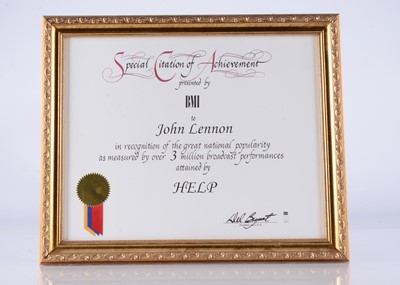 Special Citation of Achievement
presented by
BMI
to
John Lennon
in recognition of the great national popularity
as measured by over 3 million broadcast performances
attained by
HELP